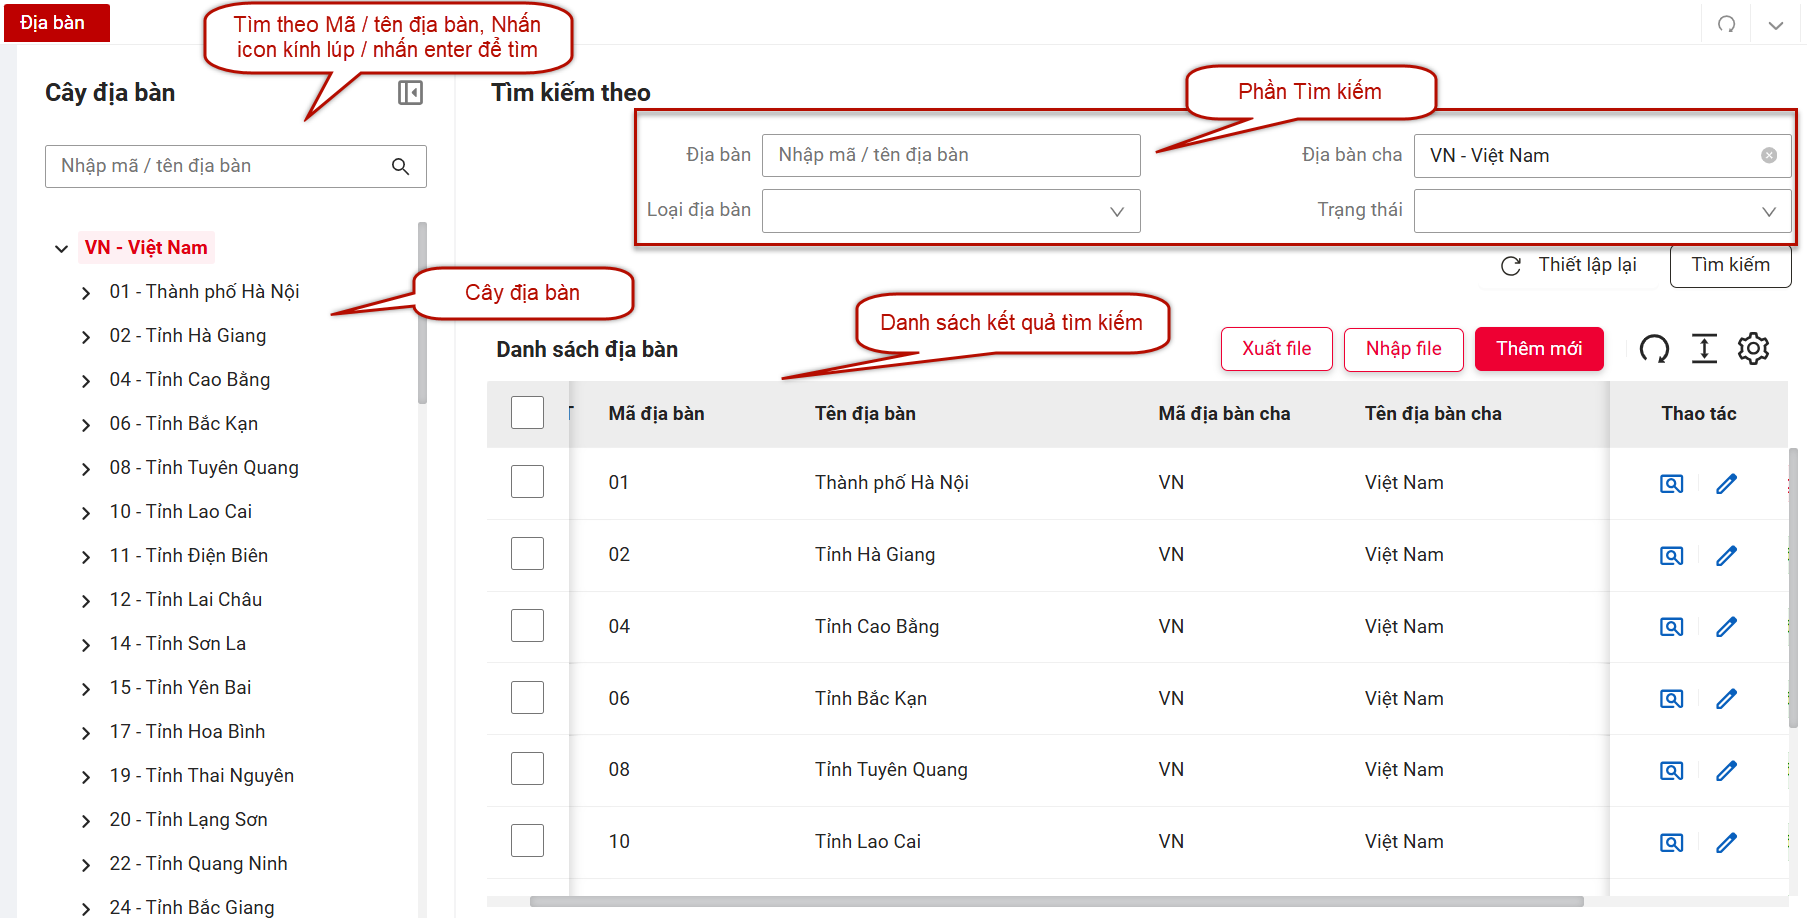 Địa bàn
Tìm theo Mã / tên địa bàn, Nhấn
icon kính lúp / nhấn enter để tìm
Cây địa bàn
Nhập mã / tên địa bàn
VN - Việt Nam
01 - Thành phố Hà Nội
02 - Tỉnh Hà Giang
04 - Tỉnh Cao Bằng
06 - Tỉnh Bắc Kạn
08 - Tỉnh Tuyên Quang
10 - Tỉnh Lao Cai
11 - Tỉnh Điện Biên
12 - Tỉnh Lai Châu
14 - Tỉnh Sơn La
15 - Tỉnh Yên Bai
17 - Tỉnh Hoa Bình
19 - Tỉnh Thai Nguyên
20 - Tỉnh Lạng Sơn
22 - Tỉnh Quang Ninh
24 - Tỉnh Bắc Giang
Cây địa bàn
Tìm kiếm theo
Phần Tìm kiếm
Địa bàn
Nhập mã / tên địa bàn
Địa bàn cha
VN - Việt Nam
Loại địa bàn
Trạng thái
Thiết lập lại
Tìm kiếm
Danh sách kết quả tìm kiếm
Danh sách địa bàn
Xuất file
Nhập file
Thêm mới
T Mã địa bàn Tên địa bàn Mã địa bàn cha Tên địa bàn cha Thao tác
01 Thành phố Hà Nội VN Việt Nam
02 Tỉnh Hà Giang VN Việt Nam
04 Tỉnh Cao Bằng VN Việt Nam
06 Tỉnh Bắc Kạn VN Việt Nam
08 Tỉnh Tuyên Quang VN Việt Nam
10 Tỉnh Lao Cai VN Việt Nam